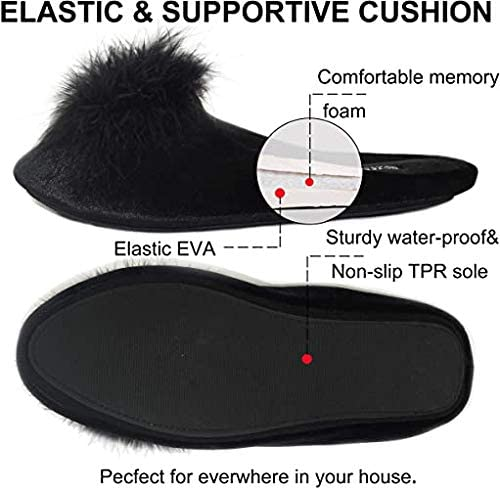 ELASTIC & SUPPORTIVE CUSHION
Comfortable memory
foam
Elastic EVA
Sturdy water-proof&
Non-slip TPR sole
Pecfect for everwhere in your house.